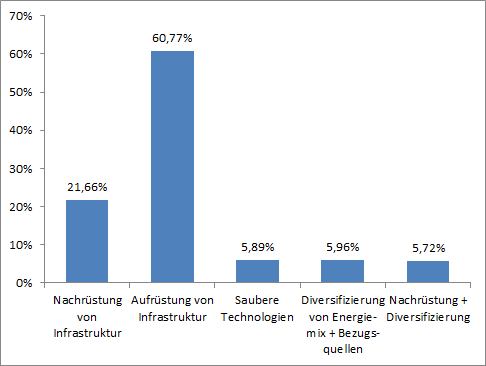 70%
60%
50%
40%
30%
20%
10%
0%
21,66%
60,77%
5,89%
5,96%
5,72%
Nachrüstung
von
Infrastruktur
Aufrüstung von
Infrastruktur
Saubere
Technologien
Diversifizierung
von Energie-
mix + Bezugs-
quellen
Nachrüstung +
Diversifizierung